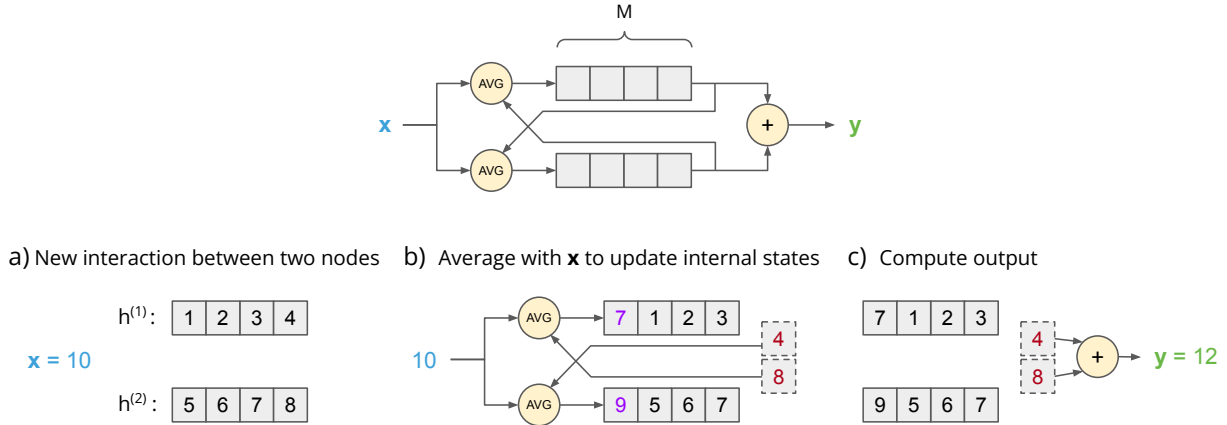 M
AVG
x
+
y
AVG
a) New interaction between two nodes
b) Average with x to update internal states
c) Compute output
h(1) : 1 2 3 4
x = 10
h(2) : 5 6 7 8
AVG 7 1 2 3
4
10
8
AVG 9 5 6 7
7 1 2 3
4
+ y = 12
8
9 5 6 7